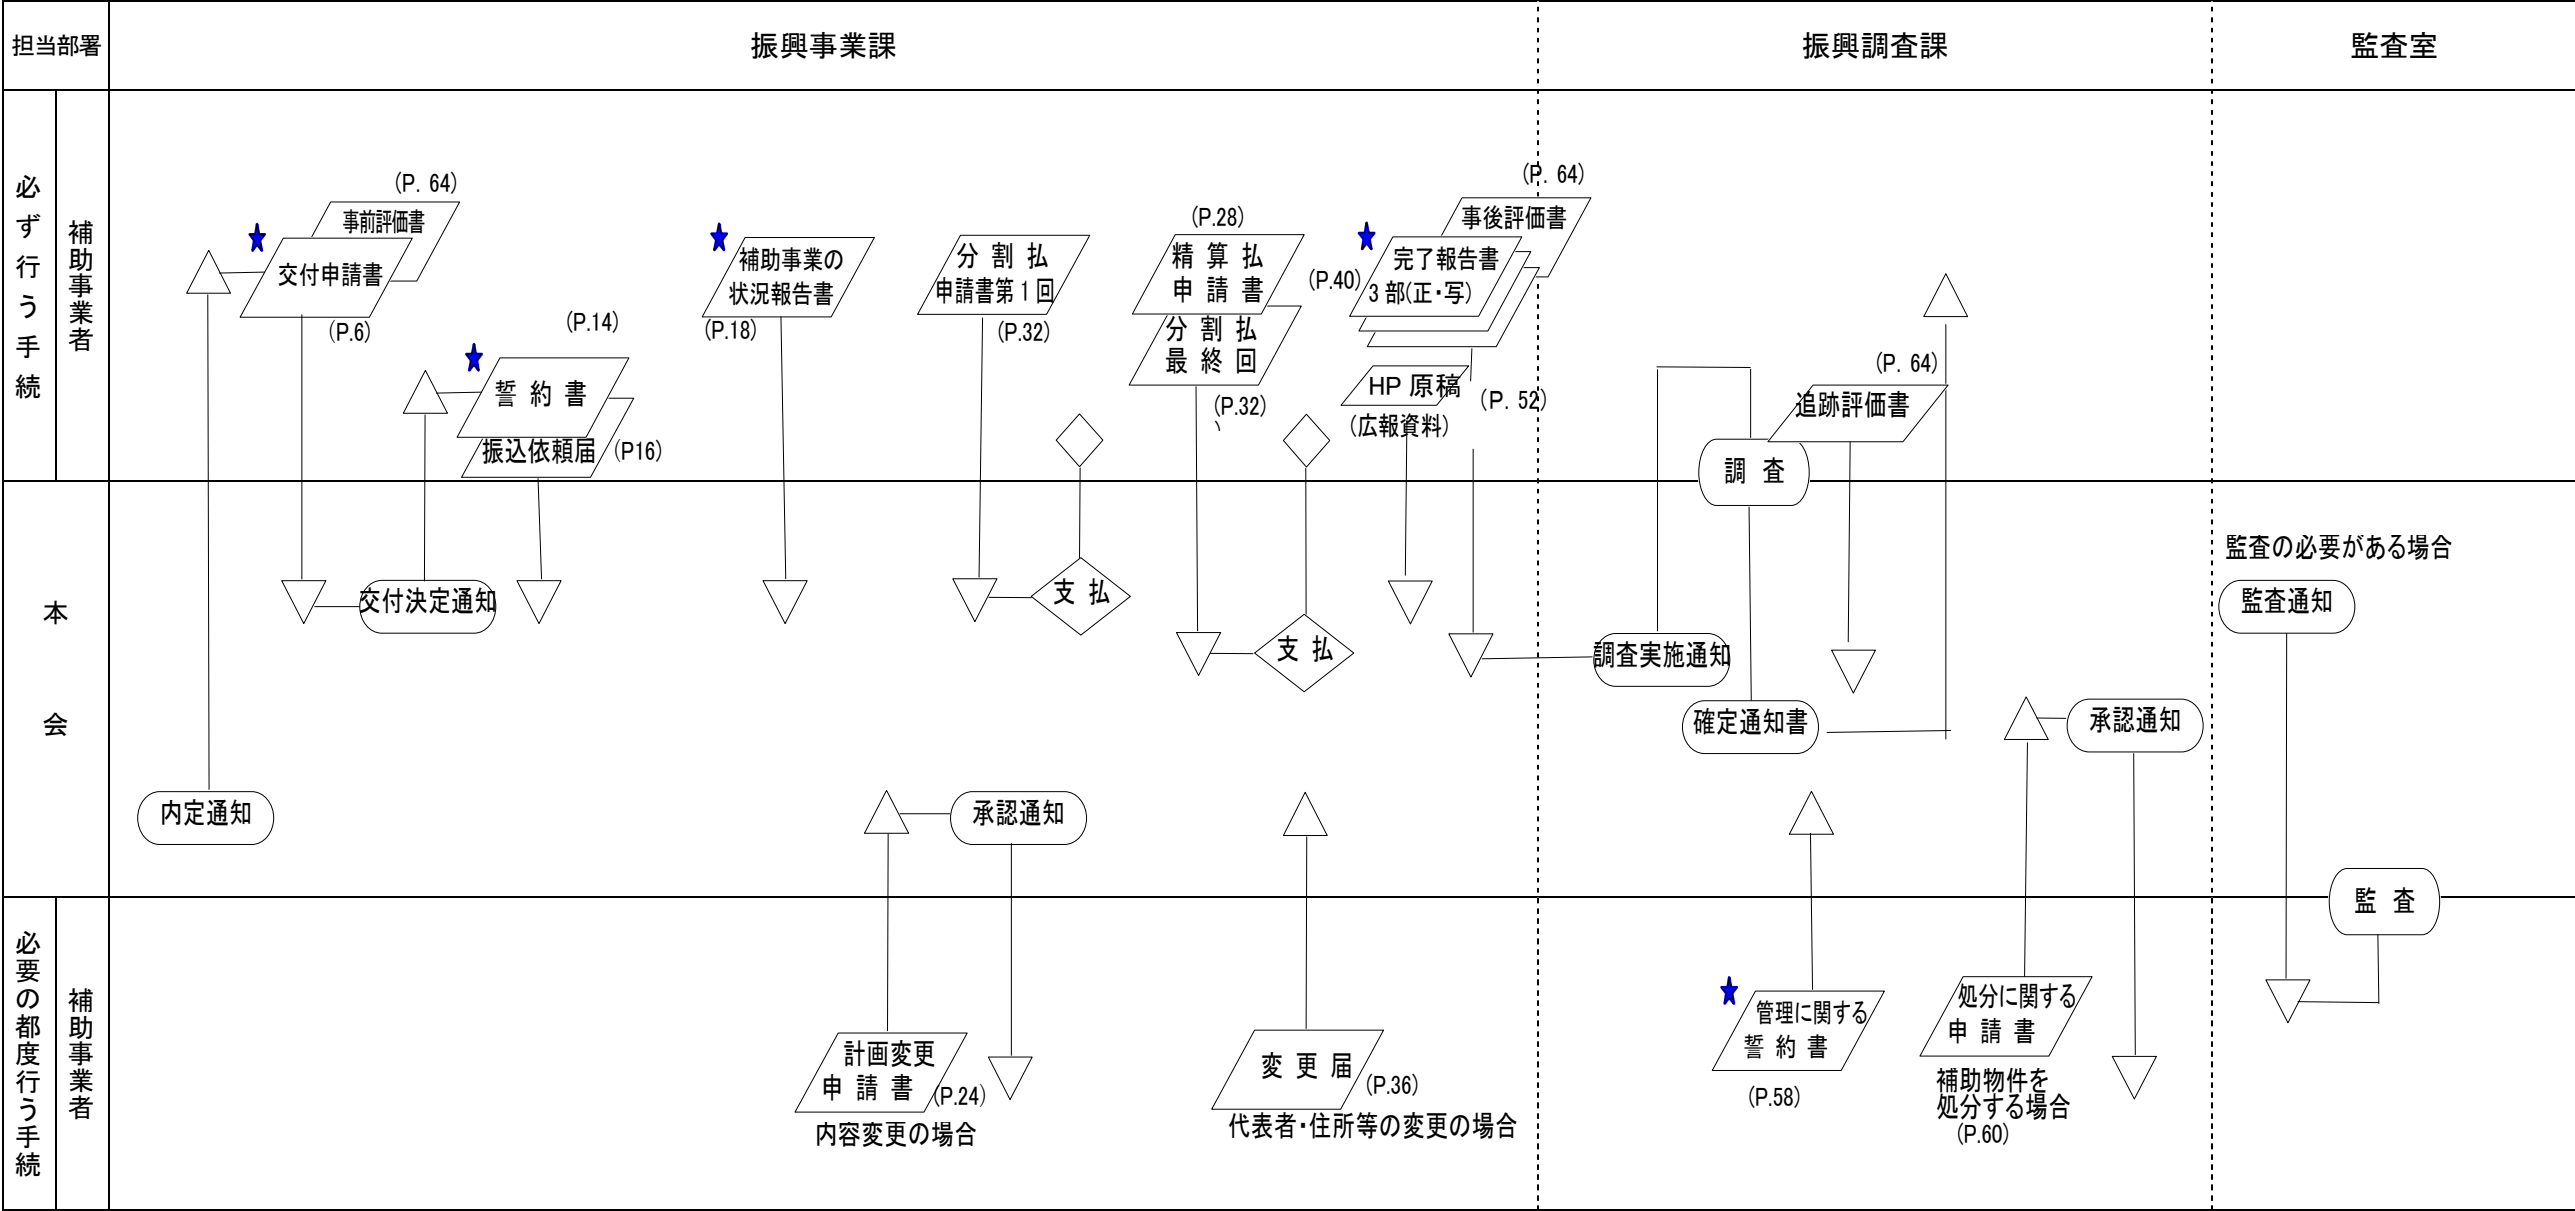 担当部署
振興事業課
振興調査課
監査室
必ず行う手続
補助事業者
(P. 64)
事前評価書
交付申請書
(P.6)
(P.14)
誓約書
振込依頼届
(P16)
補助事業の
状況報告書
(P.18)
分割払
申請書第1回
(P.32)
(P.28)
精算払
申請書
分割払
最終回
(P.32)
(P. 64)
事後評価書
(P.40)
完了報告書
3部(正・写)
HP 原稿
(広報資料)
(P. 52)
(P. 64)
追跡評価書
調査
本会
交付決定通知
支払
支払
調査実施通知
確定通知書
承認通知
内定通知
承認通知
監査の必要がある場合
監査通知
監査
必要の都度行う手続
補助事業者
計画変更
申請書
(P.24)
内容変更の場合
変更届
(P.36)
代表者・住所等の変更の場合
管理に関する
誓約書
(P.58)
処分に関する
申請書
補助物件を
処分する場合
(P.60)